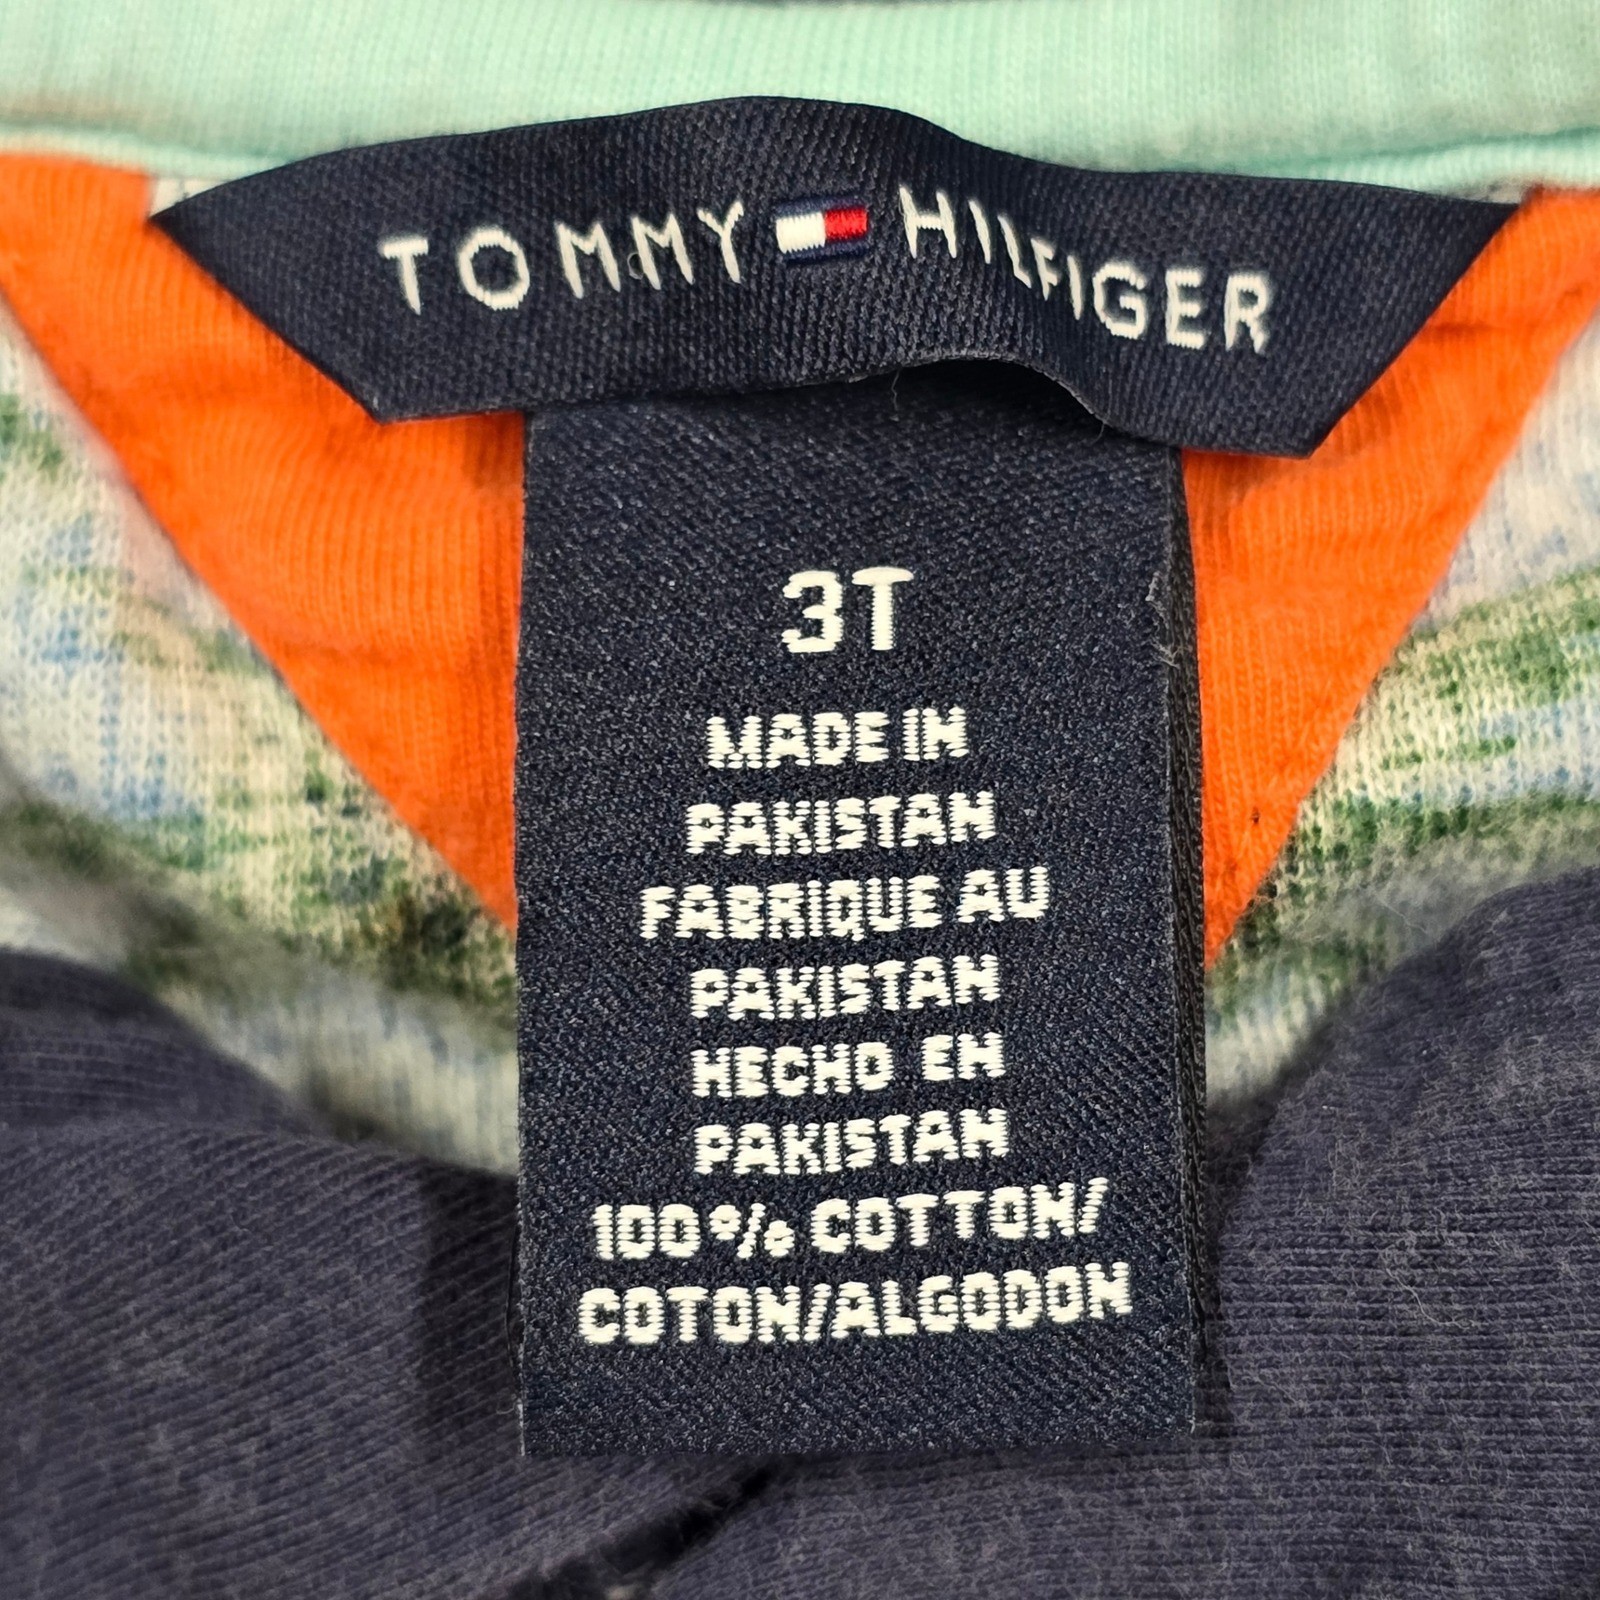 TOMMY HILFIGER
3T
MADE IN
PAKISTAN
FABRIQUE AU
PAKISTAN
HECHO EN
PAKISTAN
100% COTTON/
COTON/ALGODON